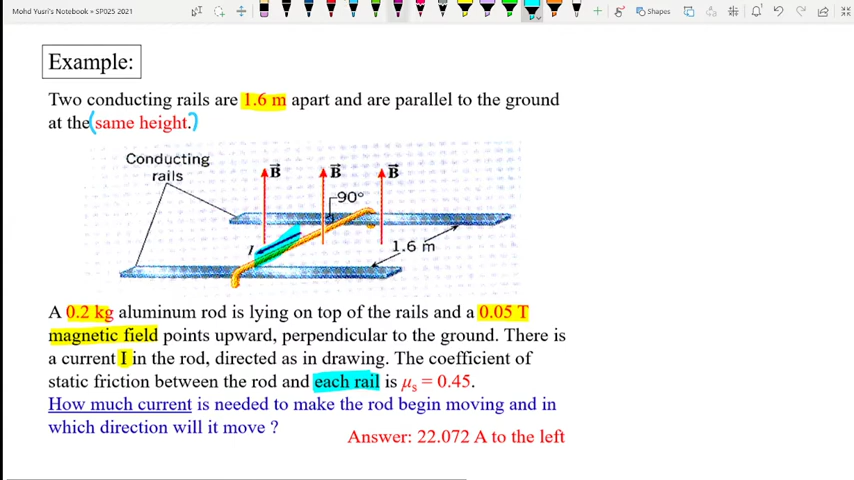 Mohd Yusri's Notebook » SP025 2021
Shapes
Example:
Two conducting rails are 1.6 m apart and are parallel to the ground
at the (same height.)
Conducting
rails
B
B
B
90°
I
1.6 m
A 0.2 kg aluminum rod is lying on top of the rails and a 0.05 T
magnetic field points upward, perpendicular to the ground. There is
a current I in the rod, directed as in drawing. The coefficient of
static friction between the rod and each rail is μs = 0.45.
How much current is needed to make the rod begin moving and in
which direction will it move ?
Answer: 22.072 A to the left